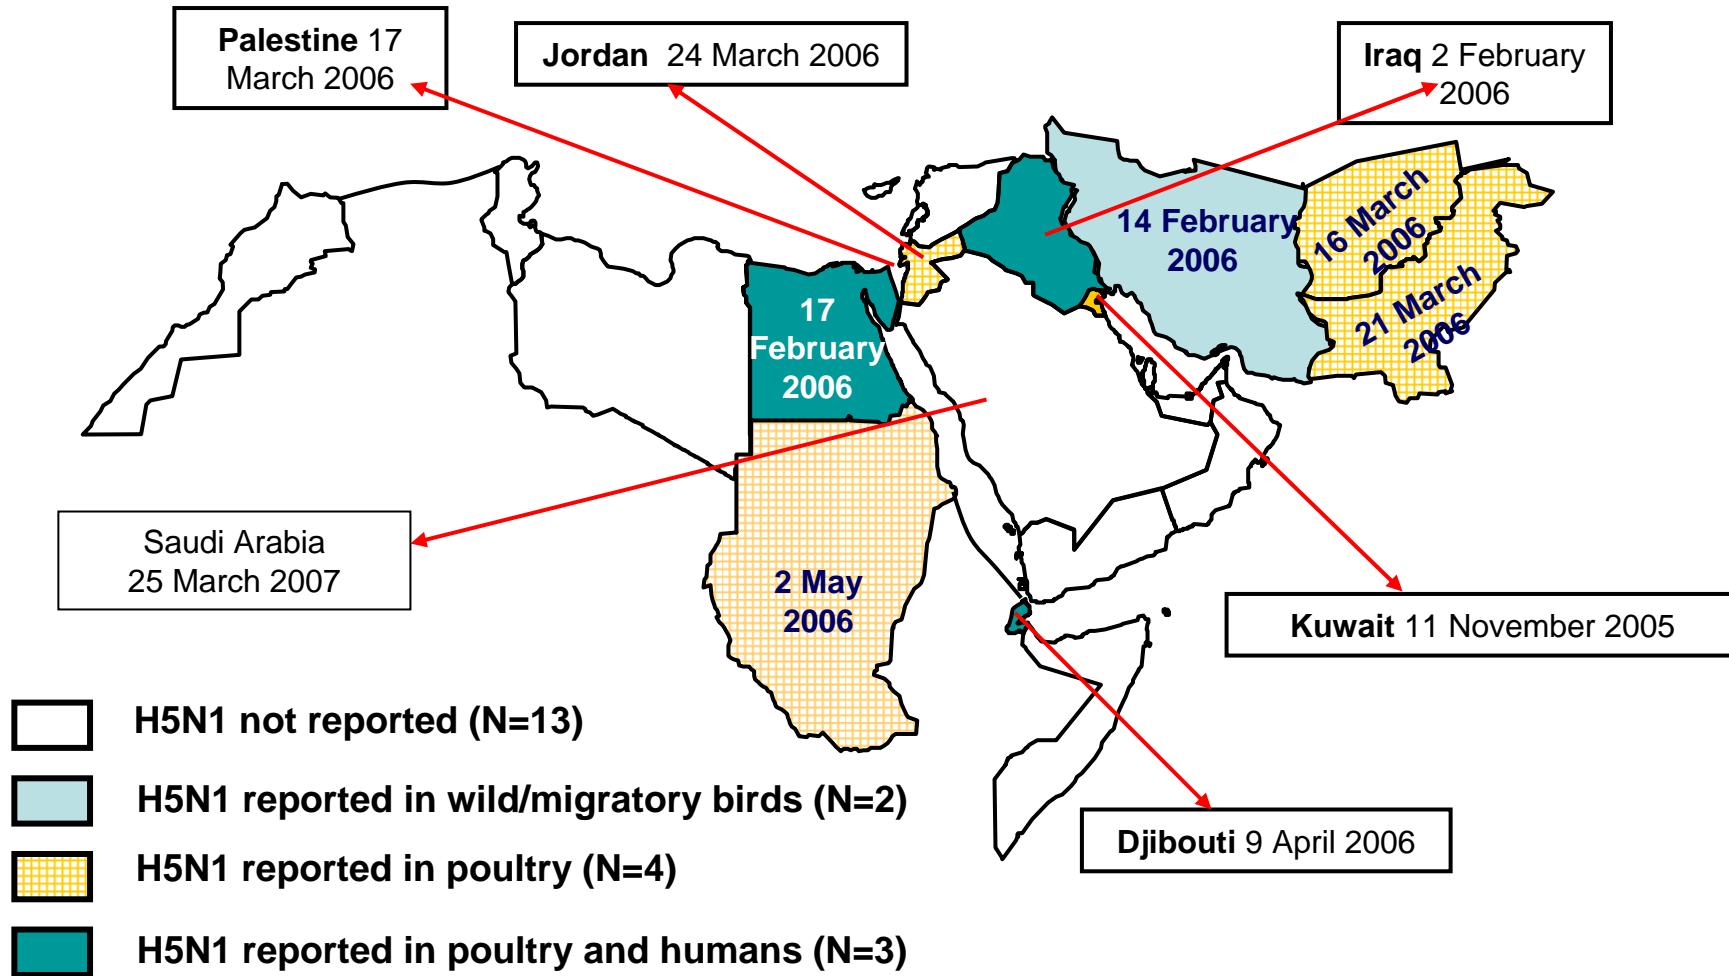 Palestine 17
March 2006
Jordan 24 March 2006
Iraq 2 February
2006
14 February
2006
16 March
2006
21 March
2006
17
February
2006
Saudi Arabia
25 March 2007
2 May
2006
Kuwait 11 November 2005
Djibouti 9 April 2006
H5N1 not reported (N=13)
H5N1 reported in wild/migratory birds (N=2)
H5N1 reported in poultry (N=4)
H5N1 reported in poultry and humans (N=3)